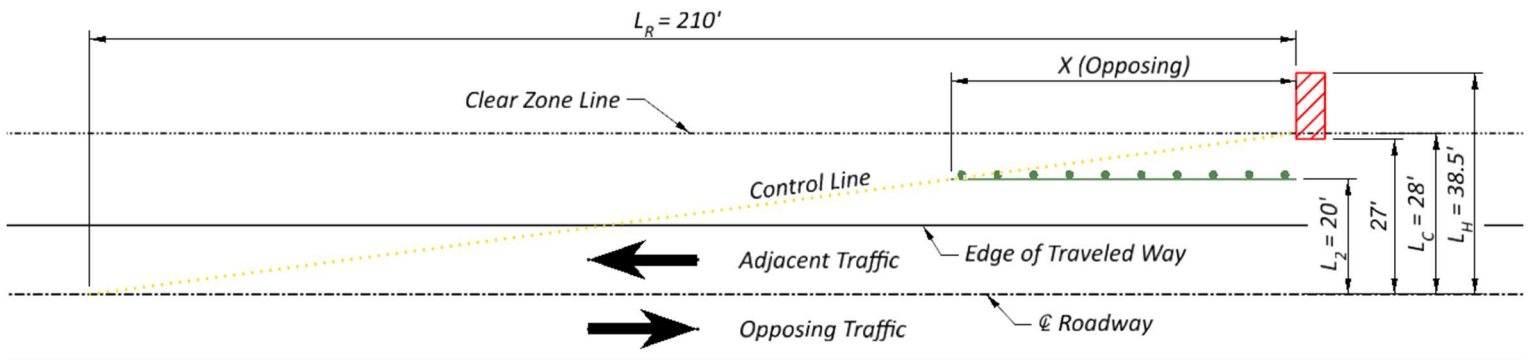 L_R = 210'
X (Opposing)
Clear Zone Line
Control Line
L_2 = 20'
27'
L_C = 28'
L_H = 38.5'
Adjacent Traffic
Edge of Traveled Way
Opposing Traffic
℄ Roadway